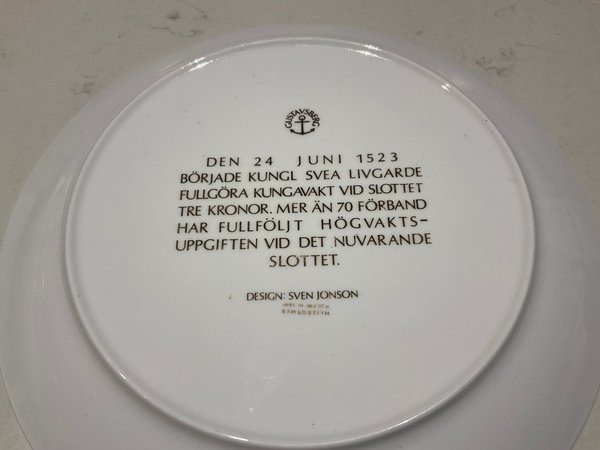 GUSTAVSBERG
DEN 24 JUNI 1523
BÖRJADE KUNGL SVEA LIVGARDE
FULLGÖRA KUNGAVAKT VID SLOTTET
TRE KRONOR. MER ÄN 70 FÖRBAND
HAR FULLFÖLJT HÖGVAKTS-
UPPGIFTEN VID DET NUVARANDE
SLOTTET.
DESIGN: SVEN JONSON